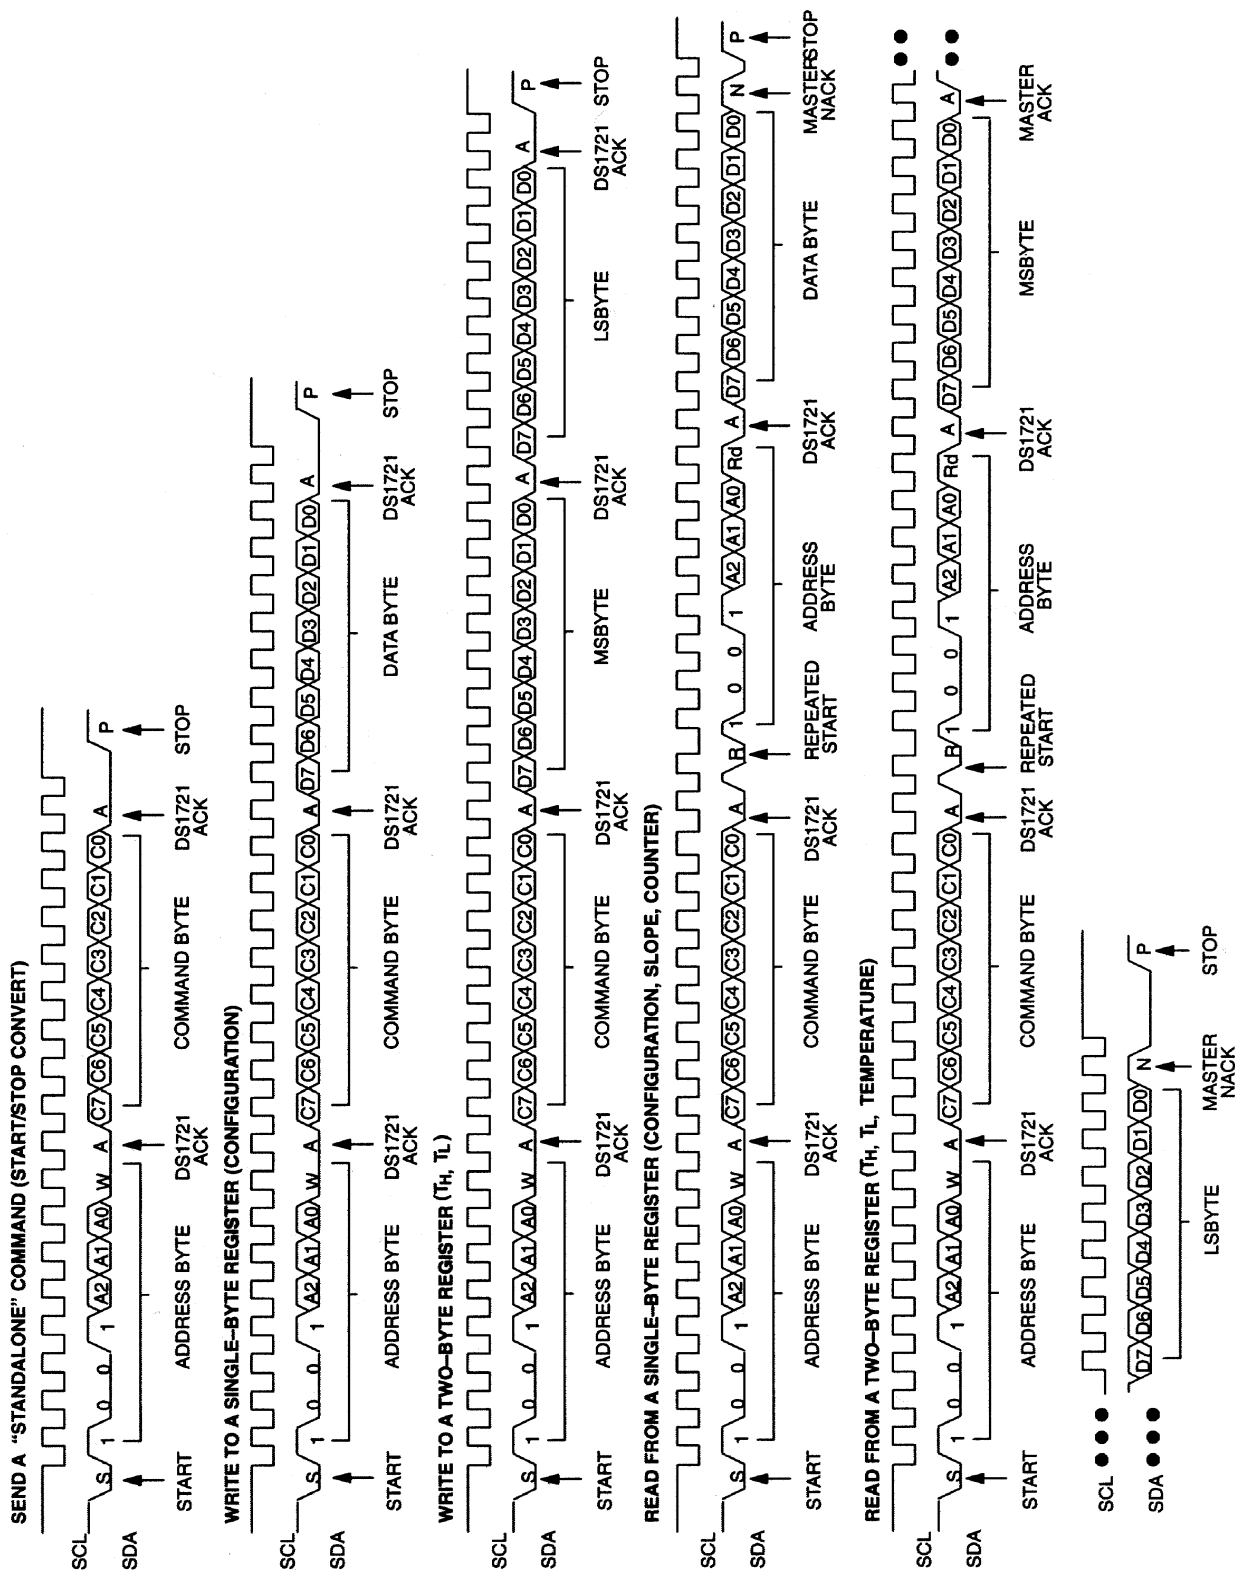 SEND A “STANDALONE” COMMAND (START/STOP CONVERT)
SCL
SDA
S 1 0 0 1 A2 A1 A0 W A C7 C6 C5 C4 C3 C2 C1 C0 A P
START ADDRESS BYTE DS1721 ACK COMMAND BYTE DS1721 ACK STOP
WRITE TO A SINGLE–BYTE REGISTER (CONFIGURATION)
SCL
SDA
S 1 0 0 1 A2 A1 A0 W A C7 C6 C5 C4 C3 C2 C1 C0 A D7 D6 D5 D4 D3 D2 D1 D0 A P
START ADDRESS BYTE DS1721 ACK COMMAND BYTE DS1721 ACK DATA BYTE DS1721 ACK STOP
WRITE TO A TWO–BYTE REGISTER (TH, TL)
SCL
SDA
S 1 0 0 1 A2 A1 A0 W A C7 C6 C5 C4 C3 C2 C1 C0 A D7 D6 D5 D4 D3 D2 D1 D0 A D7 D6 D5 D4 D3 D2 D1 D0 A P
START ADDRESS BYTE DS1721 ACK COMMAND BYTE DS1721 ACK MSBYTE DS1721 ACK LSBYTE DS1721 ACK STOP
READ FROM A SINGLE–BYTE REGISTER (CONFIGURATION, SLOPE, COUNTER)
SCL
SDA
S 1 0 0 1 A2 A1 A0 W A C7 C6 C5 C4 C3 C2 C1 C0 A R 1 0 0 1 A2 A1 A0 Rd A D7 D6 D5 D4 D3 D2 D1 D0 N P
START ADDRESS BYTE DS1721 ACK COMMAND BYTE DS1721 ACK REPEATED START ADDRESS BYTE DS1721 ACK DATA BYTE MASTER NACK STOP
READ FROM A TWO–BYTE REGISTER (TH, TL, TEMPERATURE)
SCL
SDA
S 1 0 0 1 A2 A1 A0 W A C7 C6 C5 C4 C3 C2 C1 C0 A R 1 0 0 1 A2 A1 A0 Rd A D7 D6 D5 D4 D3 D2 D1 D0 A
START ADDRESS BYTE DS1721 ACK COMMAND BYTE DS1721 ACK REPEATED START ADDRESS BYTE DS1721 ACK MSBYTE MASTER ACK
SCL
SDA
D7 D6 D5 D4 D3 D2 D1 D0 N P
LSBYTE MASTER NACK STOP